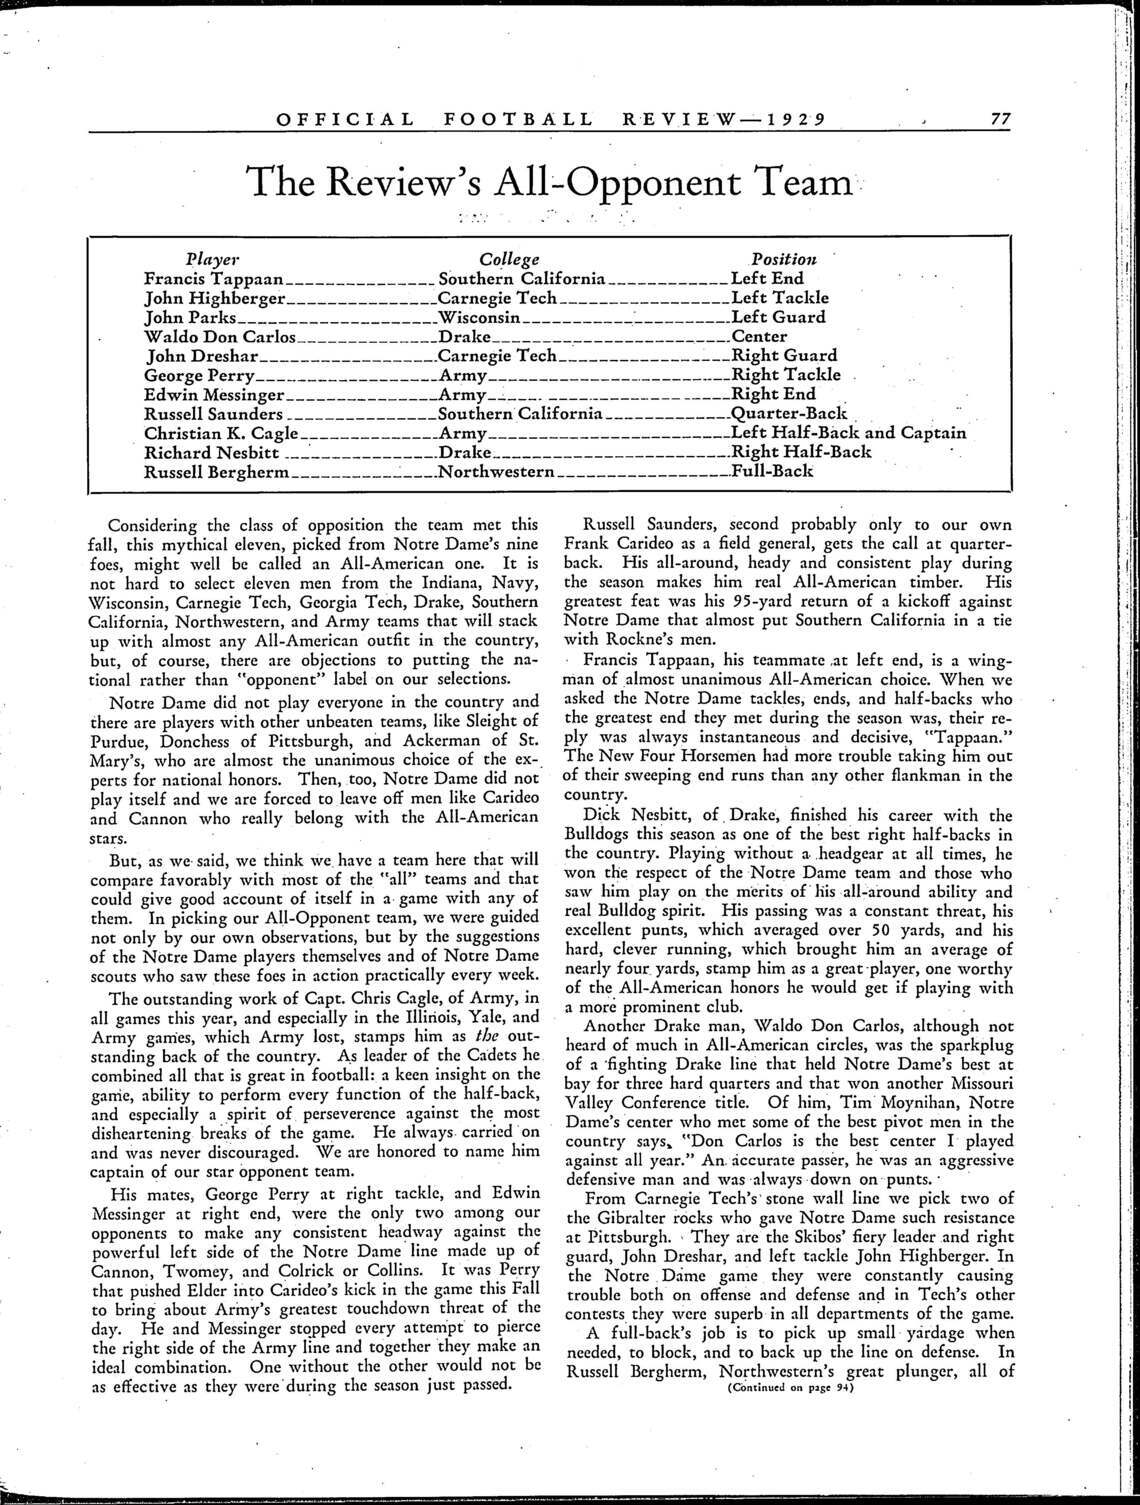 OFFICIAL FOOTBALL REVIEW—1929 77
The Review's All-Opponent Team
Player College Position
Francis Tappaan Southern California Left End
John Highberger Carnegie Tech Left Tackle
John Parks Wisconsin Left Guard
Waldo Don Carlos Drake Center
John Dreshar Carnegie Tech Right Guard
George Perry Army Right Tackle
Edwin Messinger Army Right End
Russell Saunders Southern California Quarter-Back
Christian K. Cagle Army Left Half-Back and Captain
Richard Nesbitt Drake Right Half-Back
Russell Bergherm Northwestern Full-Back
Considering the class of opposition the team met this
fall, this mythical eleven, picked from Notre Dame's nine
foes, might well be called an All-American one. It is
not hard to select eleven men from the Indiana, Navy,
Wisconsin, Carnegie Tech, Georgia Tech, Drake, Southern
California, Northwestern, and Army teams that will stack
up with almost any All-American outfit in the country,
but, of course, there are objections to putting the na-
tional rather than "opponent" label on our selections.
Notre Dame did not play everyone in the country and
there are players with other unbeaten teams, like Sleight of
Purdue, Donchess of Pittsburgh, and Ackerman of St.
Mary's, who are almost the unanimous choice of the ex-
perts for national honors. Then, too, Notre Dame did not
play itself and we are forced to leave off men like Carideo
and Cannon who really belong with the All-American
stars.
But, as we said, we think we have a team here that will
compare favorably with most of the "all" teams and that
could give good account of itself in a game with any of
them. In picking our All-Opponent team, we were guided
not only by our own observations, but by the suggestions
of the Notre Dame players themselves and of Notre Dame
scouts who saw these foes in action practically every week.
The outstanding work of Capt. Chris Cagle, of Army, in
all games this year, and especially in the Illinois, Yale, and
Army games, which Army lost, stamps him as the out-
standing back of the country. As leader of the Cadets he
combined all that is great in football: a keen insight on the
game, ability to perform every function of the half-back,
and especially a spirit of perseverence against the most
disheartening breaks of the game. He always carried on
and was never discouraged. We are honored to name him
captain of our star opponent team.
His mates, George Perry at right tackle, and Edwin
Messinger at right end, were the only two among our
opponents to make any consistent headway against the
powerful left side of the Notre Dame line made up of
Cannon, Twomey, and Colrick or Collins. It was Perry
that pushed Elder into Carideo's kick in the game this Fall
to bring about Army's greatest touchdown threat of the
day. He and Messinger stopped every attempt to pierce
the right side of the Army line and together they make an
ideal combination. One without the other would not be
as effective as they were during the season just passed.
Russell Saunders, second probably only to our own
Frank Carideo as a field general, gets the call at quarter-
back. His all-around, heady and consistent play during
the season makes him real All-American timber. His
greatest feat was his 95-yard return of a kickoff against
Notre Dame that almost put Southern California in a tie
with Rockne's men.
Francis Tappaan, his teammate at left end, is a wing-
man of almost unanimous All-American choice. When we
asked the Notre Dame tackles, ends, and half-backs who
the greatest end they met during the season was, their re-
ply was always instantaneous and decisive, "Tappaan."
The New Four Horsemen had more trouble taking him out
of their sweeping end runs than any other flankman in the
country.
Dick Nesbitt, of Drake, finished his career with the
Bulldogs this season as one of the best right half-backs in
the country. Playing without a headgear at all times, he
won the respect of the Notre Dame team and those who
saw him play on the merits of his all-around ability and
real Bulldog spirit. His passing was a constant threat, his
excellent punts, which averaged over 50 yards, and his
hard, clever running, which brought him an average of
nearly four yards, stamp him as a great player, one worthy
of the All-American honors he would get if playing with
a more prominent club.
Another Drake man, Waldo Don Carlos, although not
heard of much in All-American circles, was the sparkplug
of a fighting Drake line that held Notre Dame's best at
bay for three hard quarters and that won another Missouri
Valley Conference title. Of him, Tim Moynihan, Notre
Dame's center who met some of the best pivot men in the
country says, "Don Carlos is the best center I played
against all year." An accurate passer, he was an aggressive
defensive man and was always down on punts.
From Carnegie Tech's stone wall line we pick two of
the Gibralter rocks who gave Notre Dame such resistance
at Pittsburgh. They are the Skibos' fiery leader and right
guard, John Dreshar, and left tackle John Highberger. In
the Notre Dame game they were constantly causing
trouble both on offense and defense and in Tech's other
contests they were superb in all departments of the game.
A full-back's job is to pick up small yardage when
needed, to block, and to back up the line on defense. In
Russell Bergherm, Northwestern's great plunger, all of
(Continued on page 94)